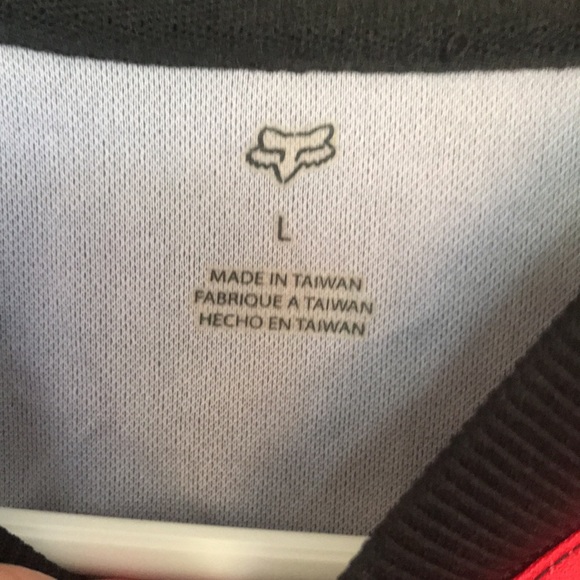 L
MADE IN TAIWAN
FABRIQUE A TAIWAN
HECHO EN TAIWAN